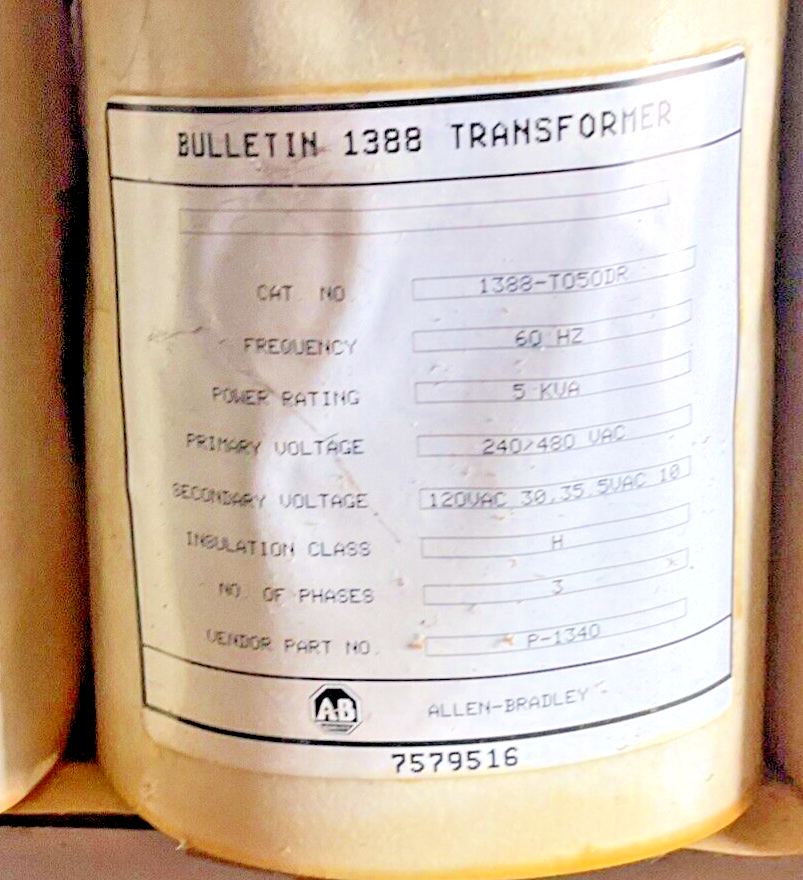 BULLETIN 1388 TRANSFORMER
CAT. NO. 1388-TO50DR
FREQUENCY 60 HZ
POWER RATING 5 KVA
PRIMARY VOLTAGE 240/480 VAC
SECONDARY VOLTAGE 120VAC 30,35.5VAC 10
INSULATION CLASS H
NO. OF PHASES 3
VENDOR PART NO. P-1340
AB ALLEN-BRADLEY
7579516